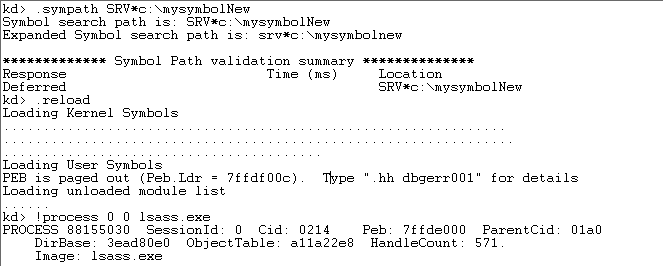 kd> .sympath SRV*c:\mysymbolNew
Symbol search path is: SRV*c:\mysymbolNew
Expanded Symbol search path is: srv*c:\mysymbolnew
************* Symbol Path validation summary **************
Response                         Time (ms)     Location
Deferred                                       SRV*c:\mysymbolNew
kd> .reload
Loading Kernel Symbols
...............................................................
................................................................
........................................
Loading User Symbols
PEB is paged out (Peb.Ldr = 7ffdf00c).  Type ".hh dbgerr001" for details
Loading unloaded module list
......
kd> !process 0 0 lsass.exe
PROCESS 88155030  SessionId: 0  Cid: 0214    Peb: 7ffde000  ParentCid: 01a0
    DirBase: 3ead80e0  ObjectTable: a11a22e8  HandleCount: 571.
    Image: lsass.exe